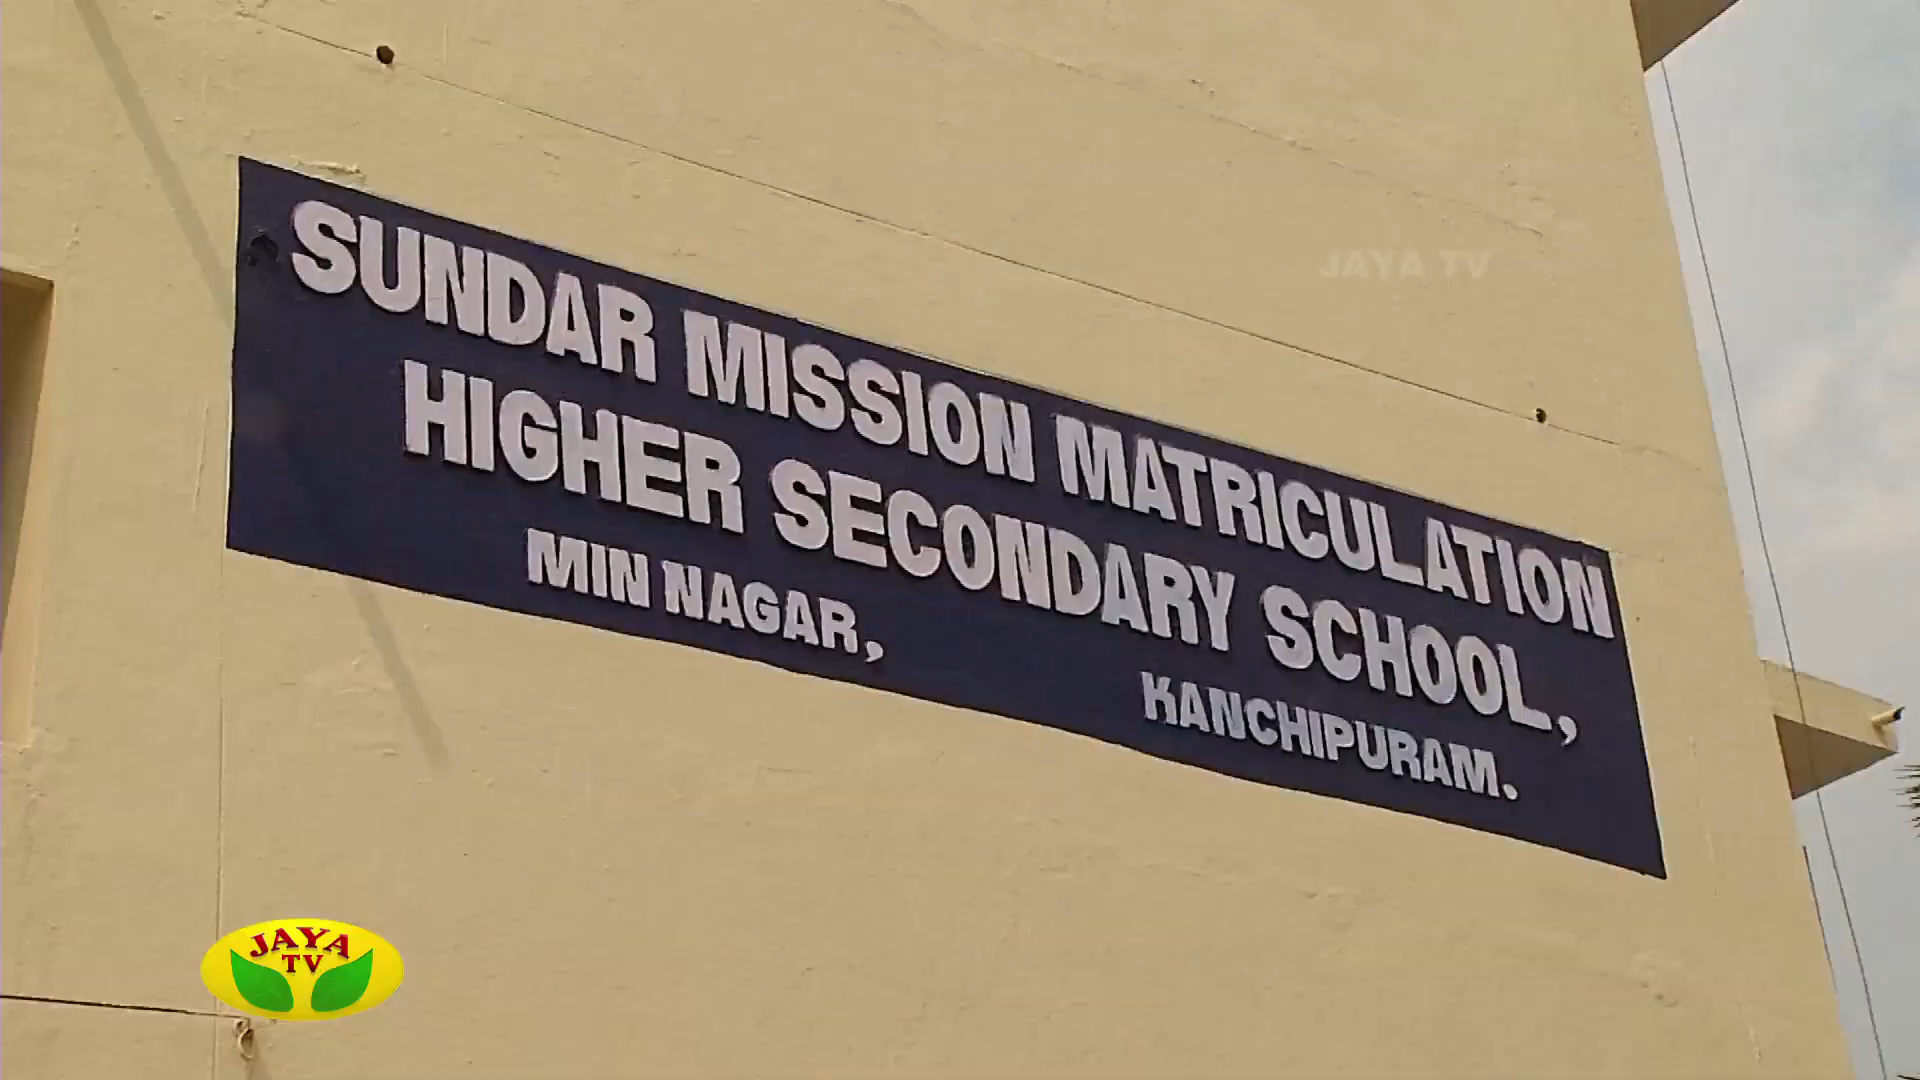 JAYA TV
SUNDAR MISSION MATRICULATION
HIGHER SECONDARY SCHOOL,
MIN NAGAR,
KANCHIPURAM.
JAYA
TV